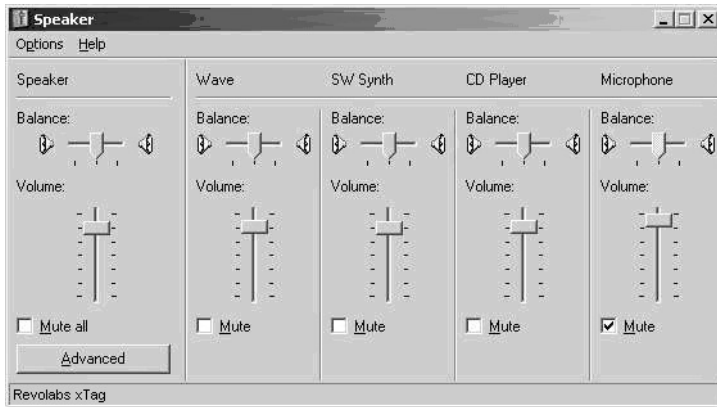 Speaker
Options Help
Speaker Wave SW Synth CD Player Microphone
Balance: Balance: Balance: Balance: Balance:
Volume: Volume: Volume: Volume: Volume:
Mute all Mute Mute Mute Mute
Advanced
Revolabs xTag